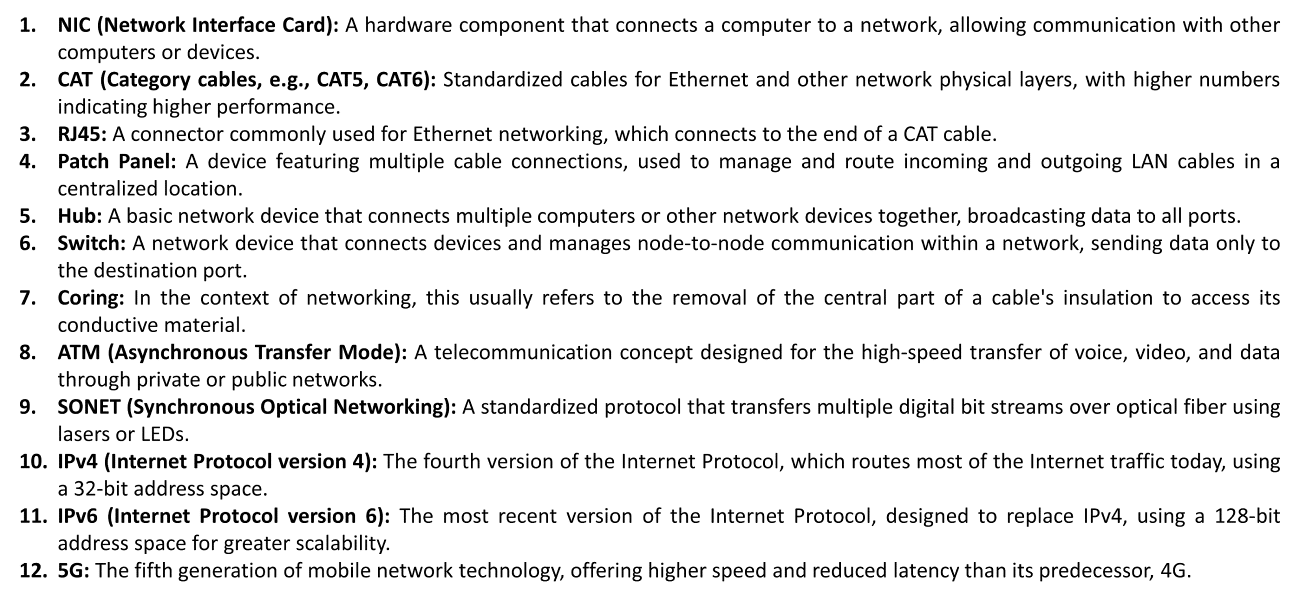 1. NIC (Network Interface Card): A hardware component that connects a computer to a network, allowing communication with other
computers or devices.
2. CAT (Category cables, e.g., CAT5, CAT6): Standardized cables for Ethernet and other network physical layers, with higher numbers
indicating higher performance.
3. RJ45: A connector commonly used for Ethernet networking, which connects to the end of a CAT cable.
4. Patch Panel: A device featuring multiple cable connections, used to manage and route incoming and outgoing LAN cables in a
centralized location.
5. Hub: A basic network device that connects multiple computers or other network devices together, broadcasting data to all ports.
6. Switch: A network device that connects devices and manages node-to-node communication within a network, sending data only to
the destination port.
7. Coring: In the context of networking, this usually refers to the removal of the central part of a cable's insulation to access its
conductive material.
8. ATM (Asynchronous Transfer Mode): A telecommunication concept designed for the high-speed transfer of voice, video, and data
through private or public networks.
9. SONET (Synchronous Optical Networking): A standardized protocol that transfers multiple digital bit streams over optical fiber using
lasers or LEDs.
10. IPv4 (Internet Protocol version 4): The fourth version of the Internet Protocol, which routes most of the Internet traffic today, using
a 32-bit address space.
11. IPv6 (Internet Protocol version 6): The most recent version of the Internet Protocol, designed to replace IPv4, using a 128-bit
address space for greater scalability.
12. 5G: The fifth generation of mobile network technology, offering higher speed and reduced latency than its predecessor, 4G.